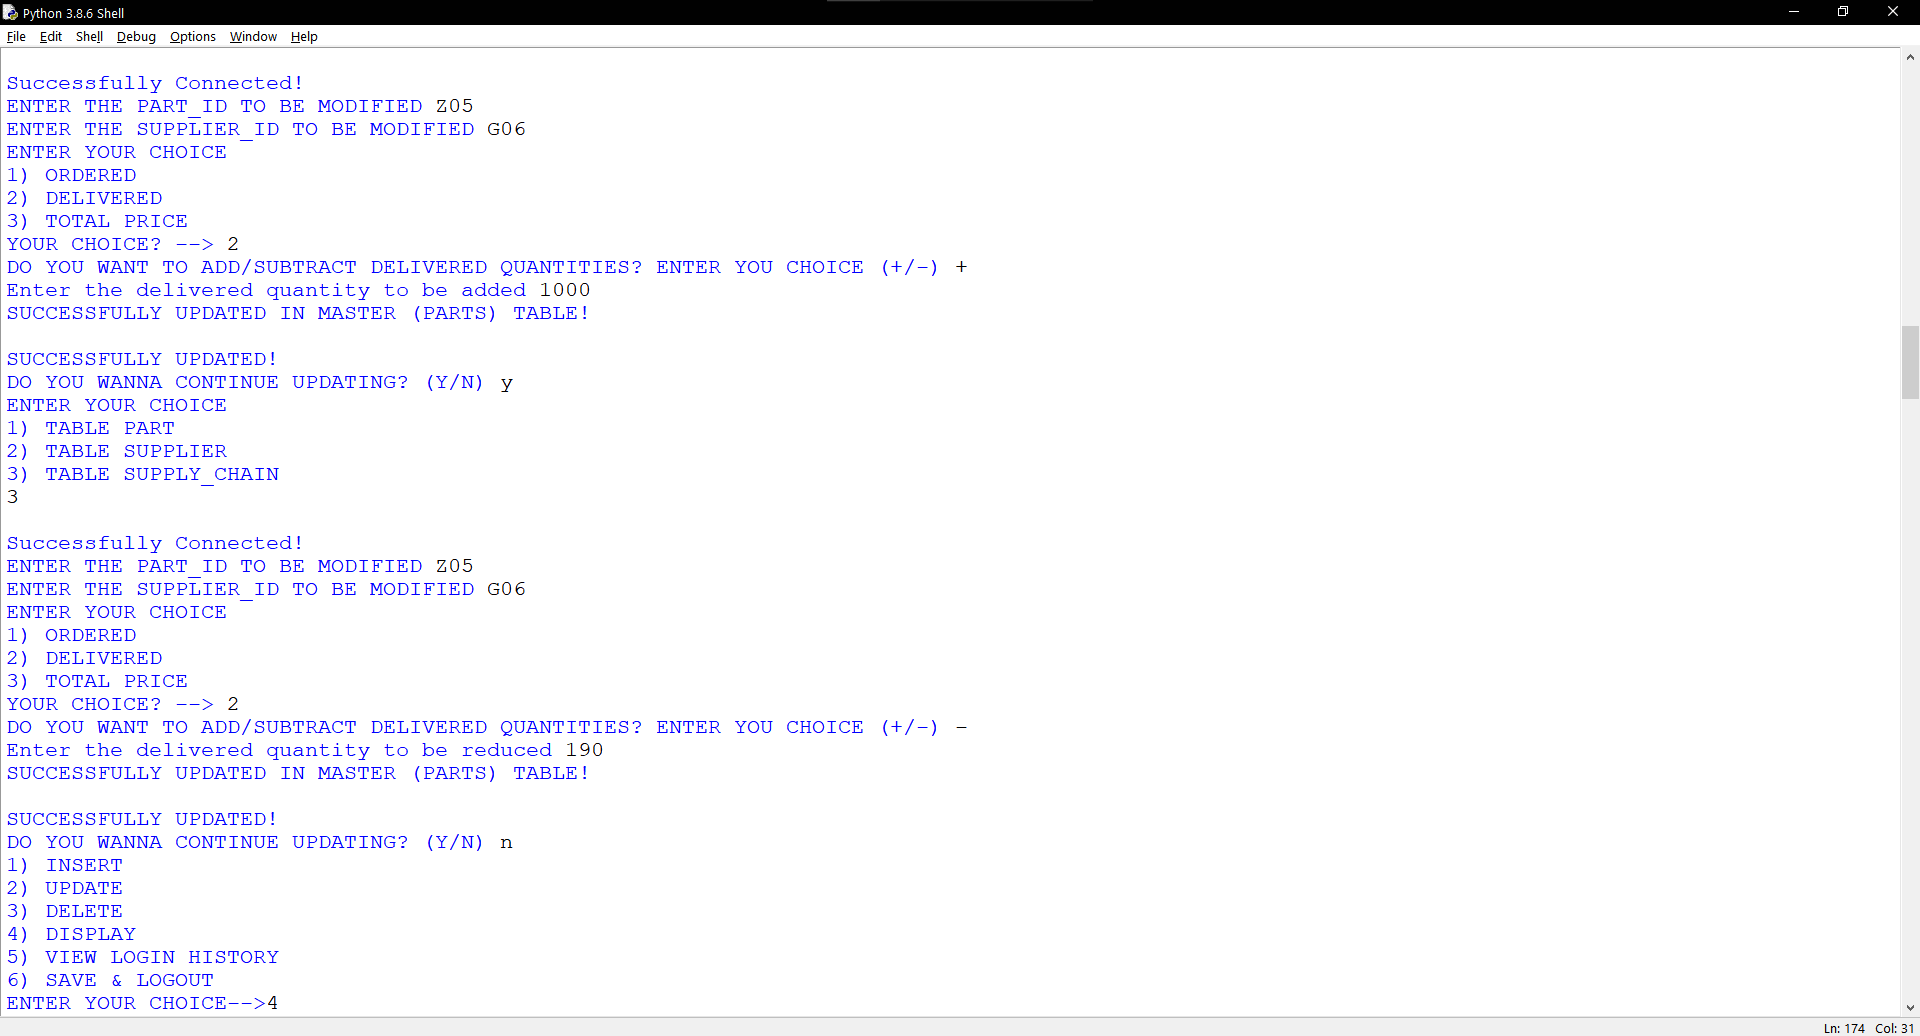 Python 3.8.6 Shell
File Edit Shell Debug Options Window Help
Successfully Connected!
ENTER THE PART_ID TO BE MODIFIED Z05
ENTER THE SUPPLIER_ID TO BE MODIFIED G06
ENTER YOUR CHOICE
1) ORDERED
2) DELIVERED
3) TOTAL PRICE
YOUR CHOICE? --> 2
DO YOU WANT TO ADD/SUBTRACT DELIVERED QUANTITIES? ENTER YOU CHOICE (+/-) +
Enter the delivered quantity to be added 1000
SUCCESSFULLY UPDATED IN MASTER (PARTS) TABLE!
SUCCESSFULLY UPDATED!
DO YOU WANNA CONTINUE UPDATING? (Y/N) y
ENTER YOUR CHOICE
1) TABLE PART
2) TABLE SUPPLIER
3) TABLE SUPPLY_CHAIN
3
Successfully Connected!
ENTER THE PART_ID TO BE MODIFIED Z05
ENTER THE SUPPLIER_ID TO BE MODIFIED G06
ENTER YOUR CHOICE
1) ORDERED
2) DELIVERED
3) TOTAL PRICE
YOUR CHOICE? --> 2
DO YOU WANT TO ADD/SUBTRACT DELIVERED QUANTITIES? ENTER YOU CHOICE (+/-) -
Enter the delivered quantity to be reduced 190
SUCCESSFULLY UPDATED IN MASTER (PARTS) TABLE!
SUCCESSFULLY UPDATED!
DO YOU WANNA CONTINUE UPDATING? (Y/N) n
1) INSERT
2) UPDATE
3) DELETE
4) DISPLAY
5) VIEW LOGIN HISTORY
6) SAVE & LOGOUT
ENTER YOUR CHOICE-->4
Ln: 174 Col: 31